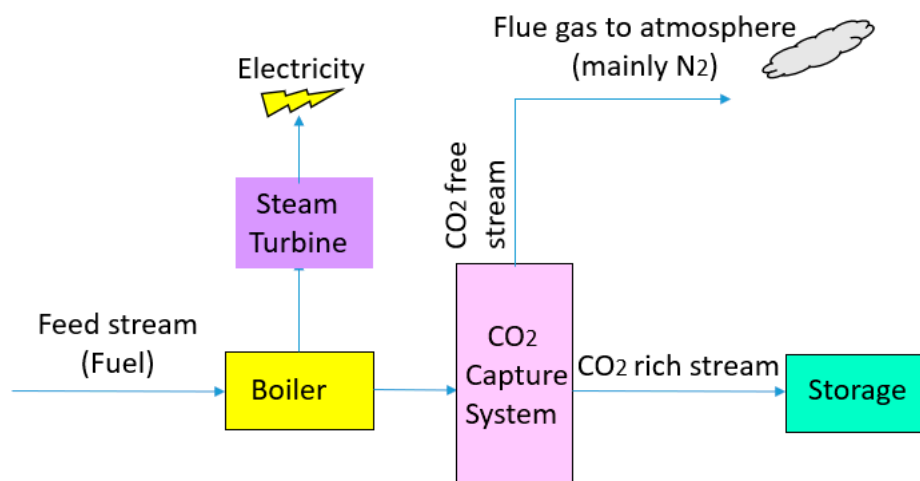 Flue gas to atmosphere
(mainly N2)
Electricity
CO2 free
stream
Steam
Turbine
Feed stream
(Fuel)
Boiler
CO2
Capture
System
CO2 rich stream
Storage